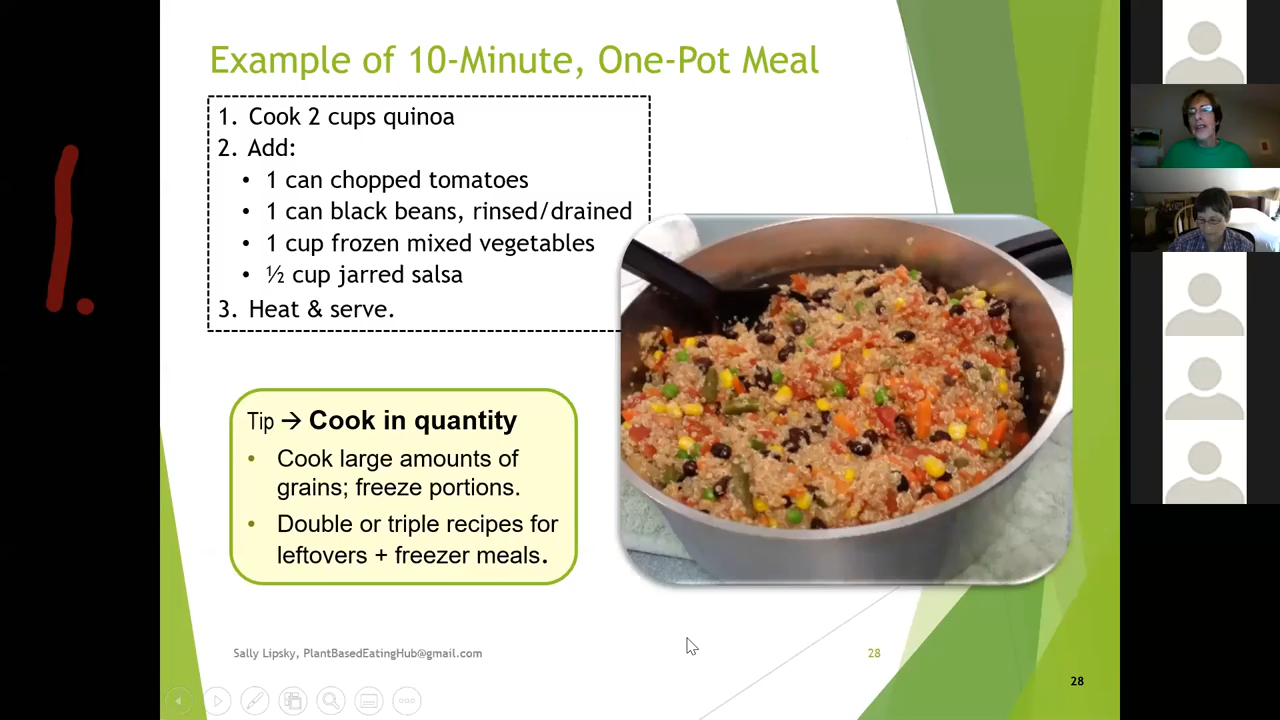 Example of 10-Minute, One-Pot Meal
1. Cook 2 cups quinoa
2. Add:
• 1 can chopped tomatoes
• 1 can black beans, rinsed/drained
• 1 cup frozen mixed vegetables
• ½ cup jarred salsa
3. Heat & serve.
1.
Tip → Cook in quantity
• Cook large amounts of
grains; freeze portions.
• Double or triple recipes for
leftovers + freezer meals.
Sally Lipsky, PlantBasedEatingHub@gmail.com
28
28